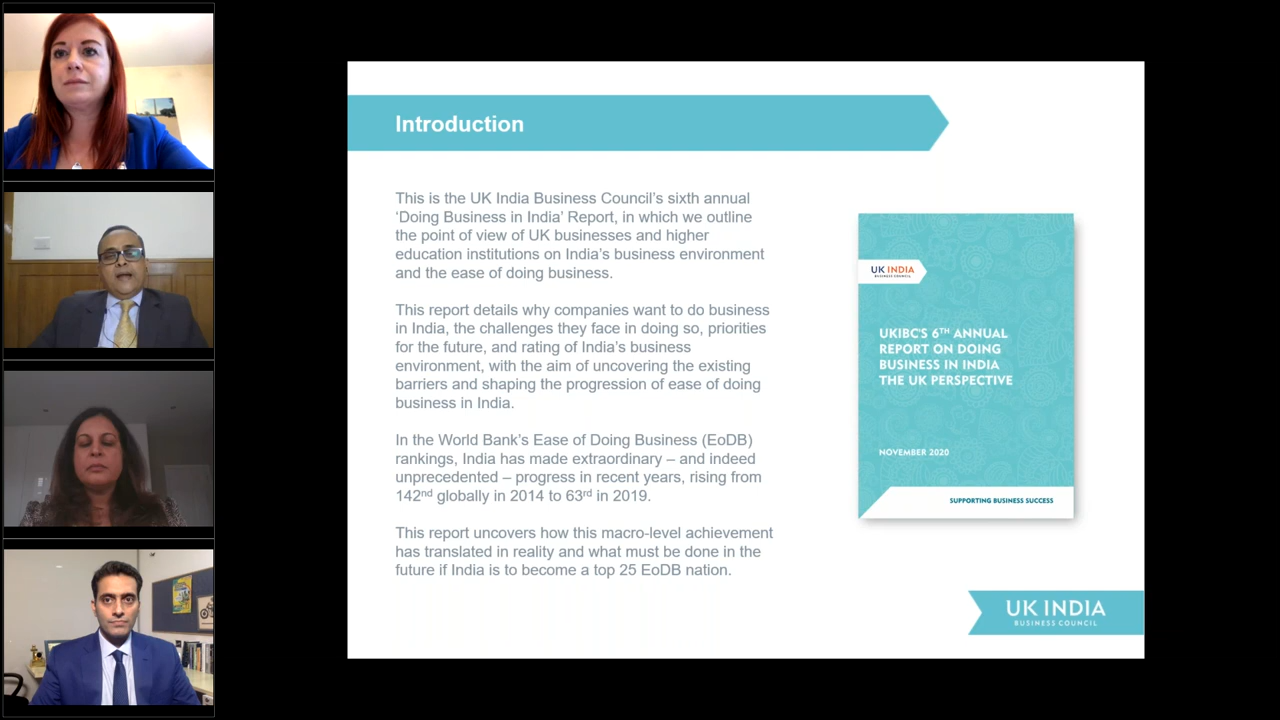 Introduction
This is the UK India Business Council's sixth annual
'Doing Business in India' Report, in which we outline
the point of view of UK businesses and higher
education institutions on India's business environment
and the ease of doing business.
This report details why companies want to do business
in India, the challenges they face in doing so, priorities
for the future, and rating of India's business
environment, with the aim of uncovering the existing
barriers and shaping the progression of ease of doing
business in India.
In the World Bank's Ease of Doing Business (EoDB)
rankings, India has made extraordinary – and indeed
unprecedented – progress in recent years, rising from
142nd globally in 2014 to 63rd in 2019.
This report uncovers how this macro-level achievement
has translated in reality and what must be done in the
future if India is to become a top 25 EoDB nation.
UK INDIA
BUSINESS COUNCIL
UKIBC'S 6TH ANNUAL
REPORT ON DOING
BUSINESS IN INDIA
THE UK PERSPECTIVE
NOVEMBER 2020
SUPPORTING BUSINESS SUCCESS
UK INDIA
BUSINESS COUNCIL